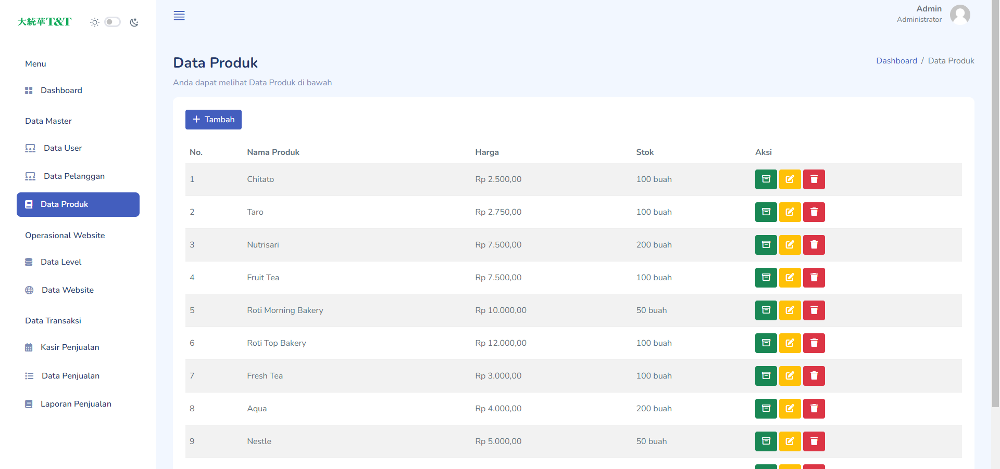 大統華T&T
Menu
Dashboard
Data Master
Data User
Data Pelanggan
Data Produk
Operasional Website
Data Level
Data Website
Data Transaksi
Kasir Penjualan
Data Penjualan
Laporan Penjualan
Admin
Administrator
Data Produk
Dashboard / Data Produk
Anda dapat melihat Data Produk di bawah
+ Tambah
No. Nama Produk Harga Stok Aksi
1 Chitato Rp 2.500,00 100 buah
2 Taro Rp 2.750,00 100 buah
3 Nutrisari Rp 7.500,00 200 buah
4 Fruit Tea Rp 7.500,00 100 buah
5 Roti Morning Bakery Rp 10.000,00 50 buah
6 Roti Top Bakery Rp 12.000,00 100 buah
7 Fresh Tea Rp 3.000,00 100 buah
8 Aqua Rp 4.000,00 200 buah
9 Nestle Rp 5.000,00 50 buah